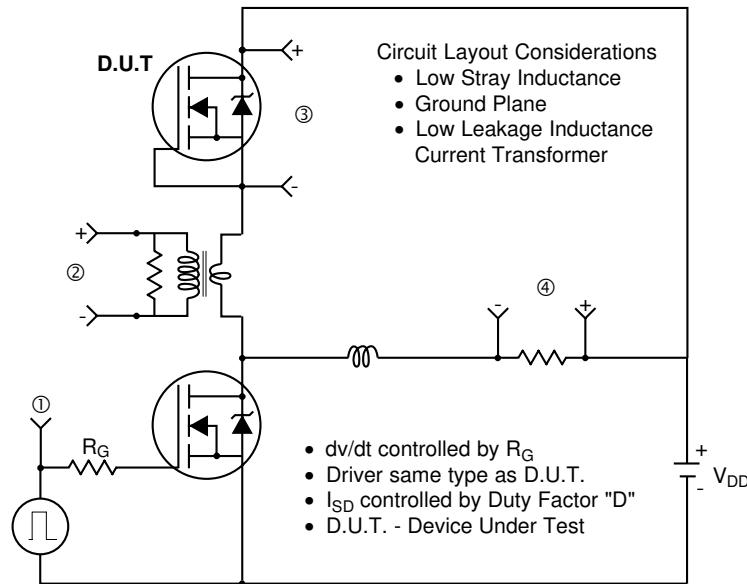 D.U.T
+
③
-
Circuit Layout Considerations
• Low Stray Inductance
• Ground Plane
• Low Leakage Inductance
Current Transformer
+
②
-
-
④
+
①
RG
• dv/dt controlled by RG
• Driver same type as D.U.T.
• ISD controlled by Duty Factor "D"
• D.U.T. - Device Under Test
+
VDD
-